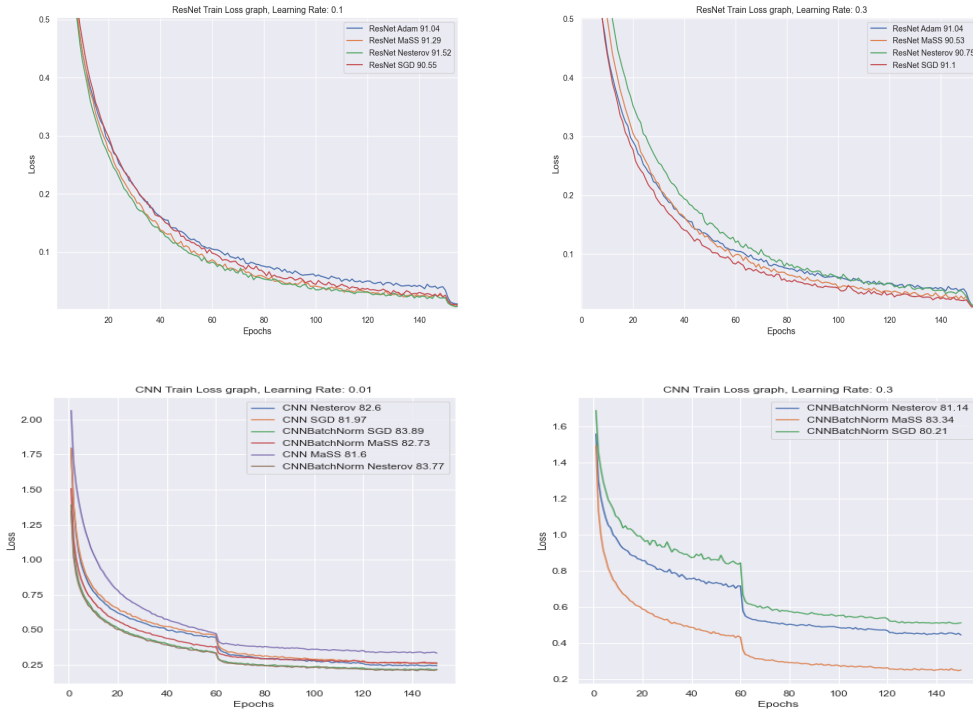 ResNet Train Loss graph, Learning Rate: 0.1
ResNet Adam 91.04
ResNet MaSS 91.29
ResNet Nesterov 91.52
ResNet SGD 90.55
0.5
0.4
0.3
0.2
0.1
Loss
20 40 60 80 100 120 140
Epochs
ResNet Train Loss graph, Learning Rate: 0.3
ResNet Adam 91.04
ResNet MaSS 90.53
ResNet Nesterov 90.75
ResNet SGD 91.1
0.5
0.4
0.3
0.2
0.1
Loss
0 20 40 60 80 100 120 140
Epochs
CNN Train Loss graph, Learning Rate: 0.01
CNN Nesterov 82.6
CNN SGD 81.97
CNNBatchNorm SGD 83.89
CNNBatchNorm MaSS 82.73
CNN MaSS 81.6
CNNBatchNorm Nesterov 83.77
2.00
1.75
1.50
1.25
1.00
0.75
0.50
0.25
Loss
0 20 40 60 80 100 120 140
Epochs
CNN Train Loss graph, Learning Rate: 0.3
CNNBatchNorm Nesterov 81.14
CNNBatchNorm MaSS 83.34
CNNBatchNorm SGD 80.21
1.6
1.4
1.2
1.0
0.8
0.6
0.4
0.2
Loss
0 20 40 60 80 100 120 140
Epochs